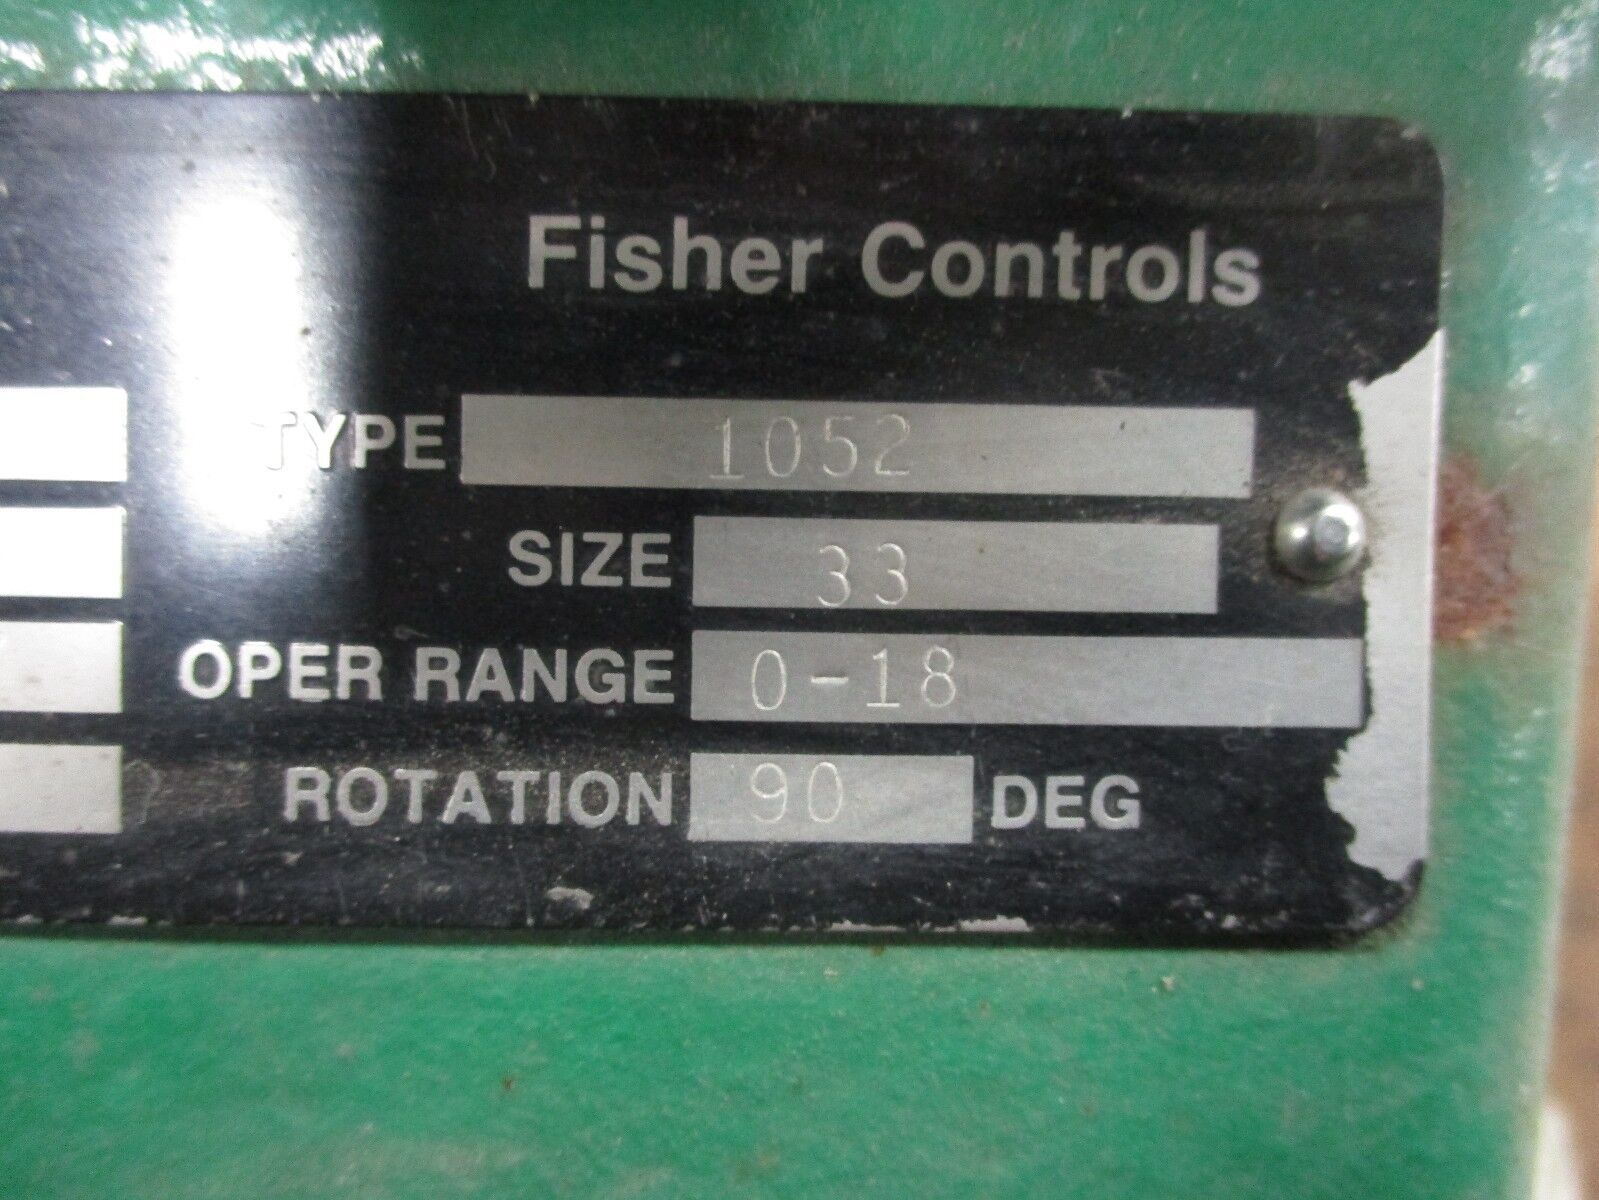 Fisher Controls
TYPE 1052
SIZE 33
OPER RANGE 0-18
ROTATION 90 DEG